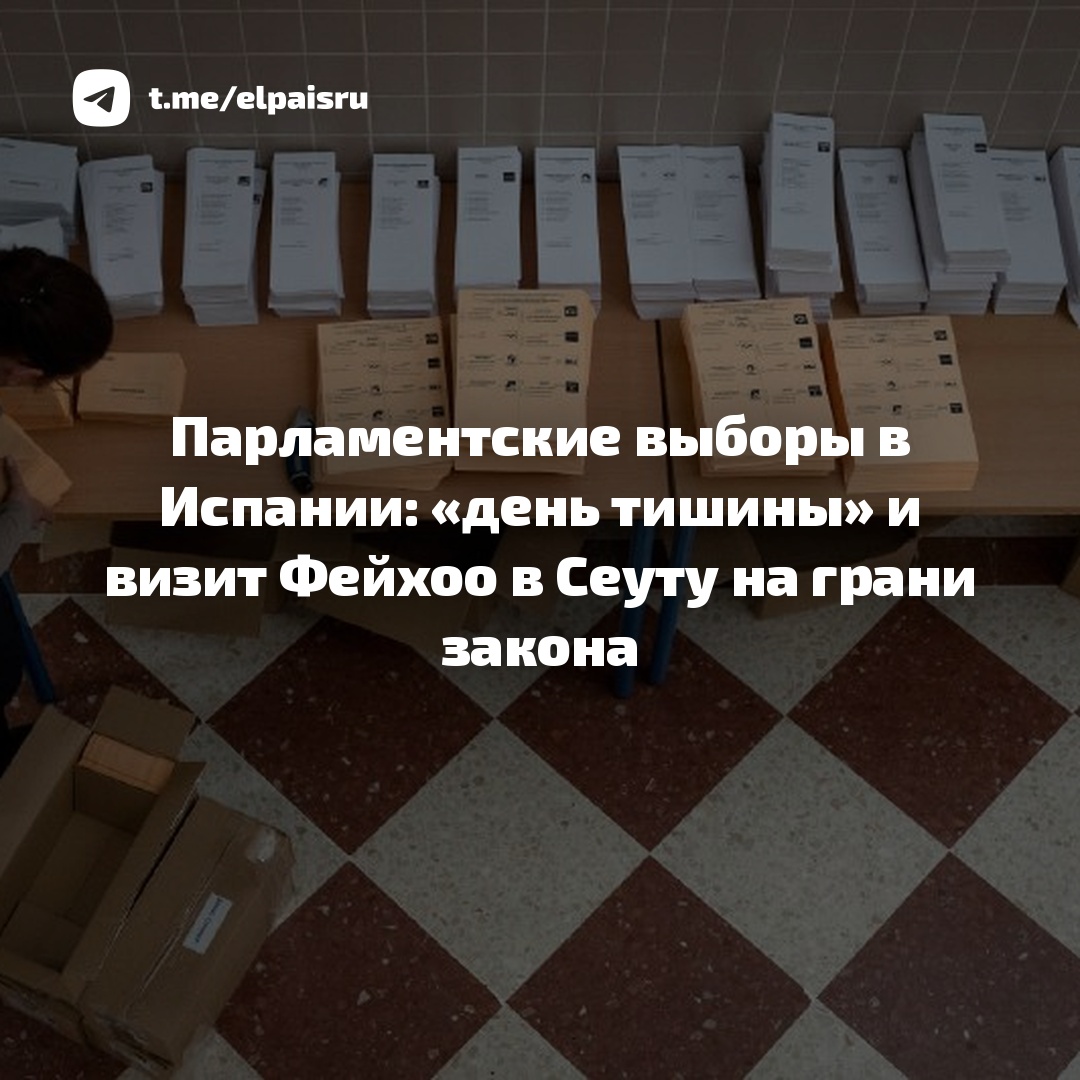 t.me/elpaisru
Парламентские выборы в
Испании: «день тишины» и
визит Фейхоо в Сеуту на грани
закона